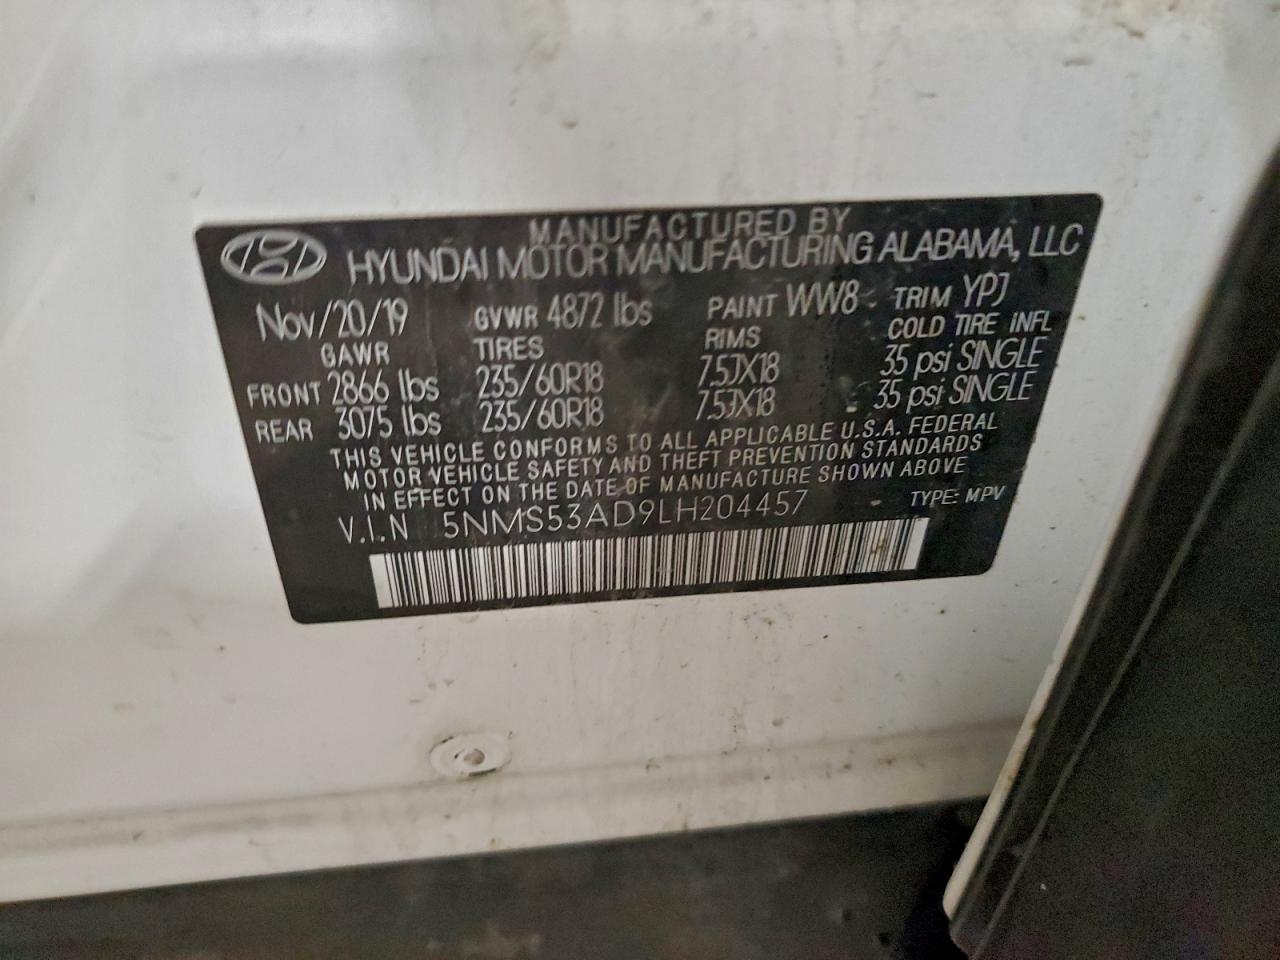 MANUFACTURED BY
HYUNDAI MOTOR MANUFACTURING ALABAMA, LLC
Nov/20/19 GVWR 4872 lbs PAINT WW8 TRIM YPJ
GAWR TIRES RIMS COLD TIRE INFL
FRONT 2866 lbs 235/60R18 7.5JX18 35 psi SINGLE
REAR 3075 lbs 235/60R18 7.5JX18 35 psi SINGLE
THIS VEHICLE CONFORMS TO ALL APPLICABLE U.S.A. FEDERAL
MOTOR VEHICLE SAFETY AND THEFT PREVENTION STANDARDS
IN EFFECT ON THE DATE OF MANUFACTURE SHOWN ABOVE
V.I.N 5NMS53AD9LH204457 TYPE: MPV